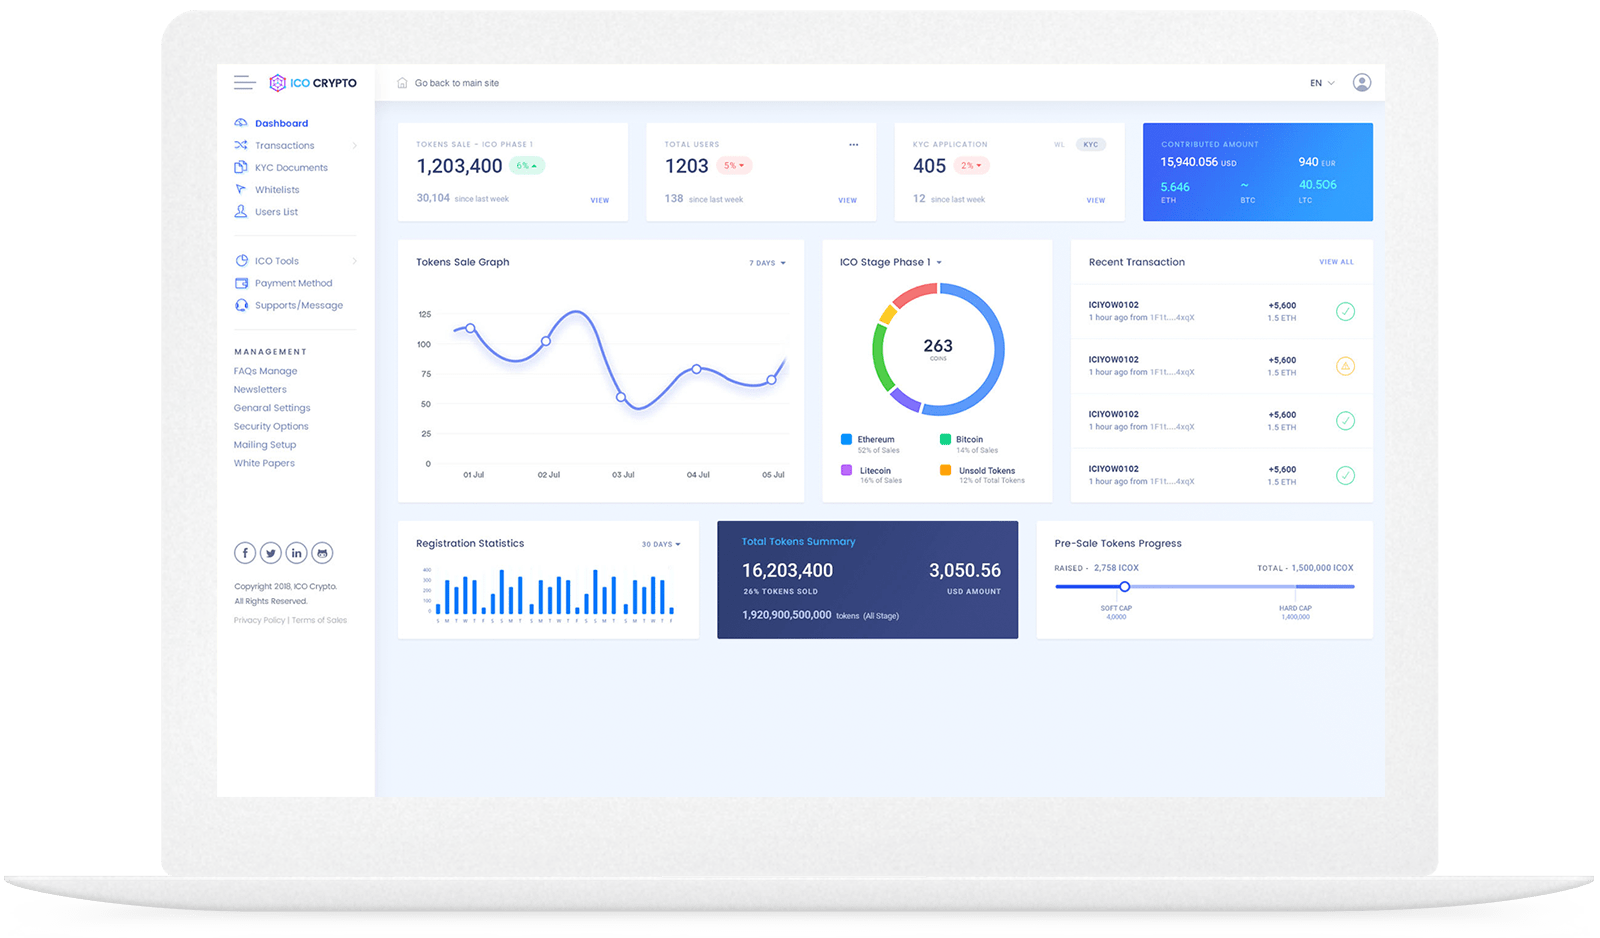 ICO CRYPTO
Go back to main site
EN
Dashboard
Transactions
KYC Documents
Whitelists
Users List
ICO Tools
Payment Method
Supports/Message
MANAGEMENT
FAQs Manage
Newsletters
Genaral Settings
Security Options
Mailing Setup
White Papers
Copyright 2018, ICO Crypto.
All Rights Reserved.
Privacy Policy | Terms of Sales
TOKENS SALE - ICO PHASE 1
1,203,400 6%
30,104 since last week VIEW
TOTAL USERS
1203 5%
138 since last week VIEW
KYC APPLICATION WL KYC
405 2%
12 since last week VIEW
CONTRIBUTED AMOUNT
15,940.056 USD 940 EUR
5.646 ~ 40.506
ETH BTC LTC
Tokens Sale Graph 7 DAYS
125
100
75
50
25
0
01 Jul 02 Jul 03 Jul 04 Jul 05 Jul
ICO Stage Phase 1
263
COINS
Ethereum Bitcoin
52% of Sales 14% of Sales
Litecoin Unsold Tokens
16% of Sales 12% of Total Tokens
Recent Transaction VIEW ALL
ICIYOW0102 +5,600
1 hour ago from 1F1t....4xqX 1.5 ETH
ICIYOW0102 +5,600
1 hour ago from 1F1t....4xqX 1.5 ETH
ICIYOW0102 +5,600
1 hour ago from 1F1t....4xqX 1.5 ETH
ICIYOW0102 +5,600
1 hour ago from 1F1t....4xqX 1.5 ETH
Registration Statistics 30 DAYS
400
300
200
100
0
S M T W T F S S M T S M T W T F S S M T S M T W T F
Total Tokens Summary
16,203,400 3,050.56
26% TOKENS SOLD USD AMOUNT
1,920,900,500,000 tokens (All Stage)
Pre-Sale Tokens Progress
RAISED - 2,758 ICOX TOTAL - 1,500,000 ICOX
SOFT CAP HARD CAP
4,0000 1,400,000